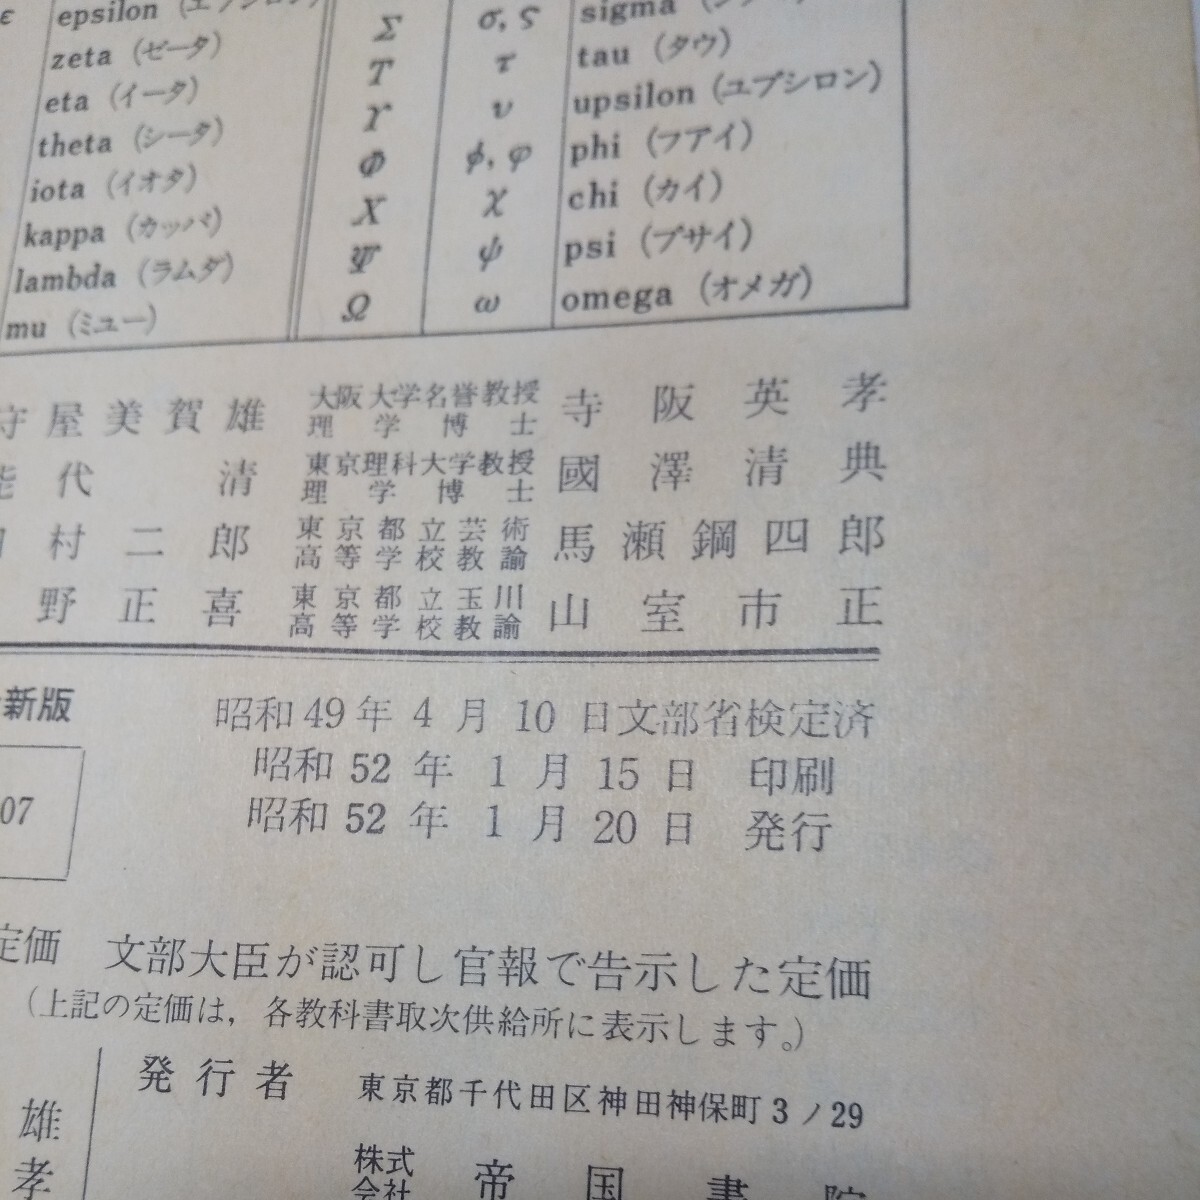 ε epsilon (エプシロン) Σ σ, ς sigma
zeta (ゼータ) T τ tau (タウ)
eta (イータ) Υ υ upsilon (ユプシロン)
theta (シータ) Φ ϕ, φ phi (フアイ)
iota (イオタ) X χ chi (カイ)
kappa (カッパ) Ψ ψ psi (プサイ)
lambda (ラムダ) Ω ω omega (オメガ)
mu (ミュー)
守屋美賀雄 大阪大学名誉教授 寺阪英孝
理学博士
能代清 東京理科大学教授 國澤清典
理学博士
村二郎 東京都立芸術 馬瀬鋼四郎
高等学校教諭
野正喜 東京都立玉川 山室市正
高等学校教諭
新版
昭和49年4月10日文部省検定済
07
昭和52年1月15日 印刷
昭和52年1月20日 発行
定価 文部大臣が認可し官報で告示した定価
(上記の定価は,各教科書取次供給所に表示します。)
発行者 東京都千代田区神田神保町3ノ29
雄
孝
株式会社 帝国書院